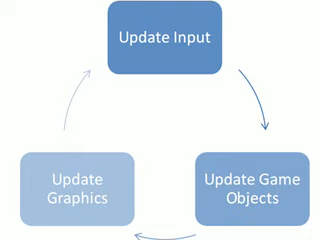 Update Input
Update Game
Objects
Update
Graphics